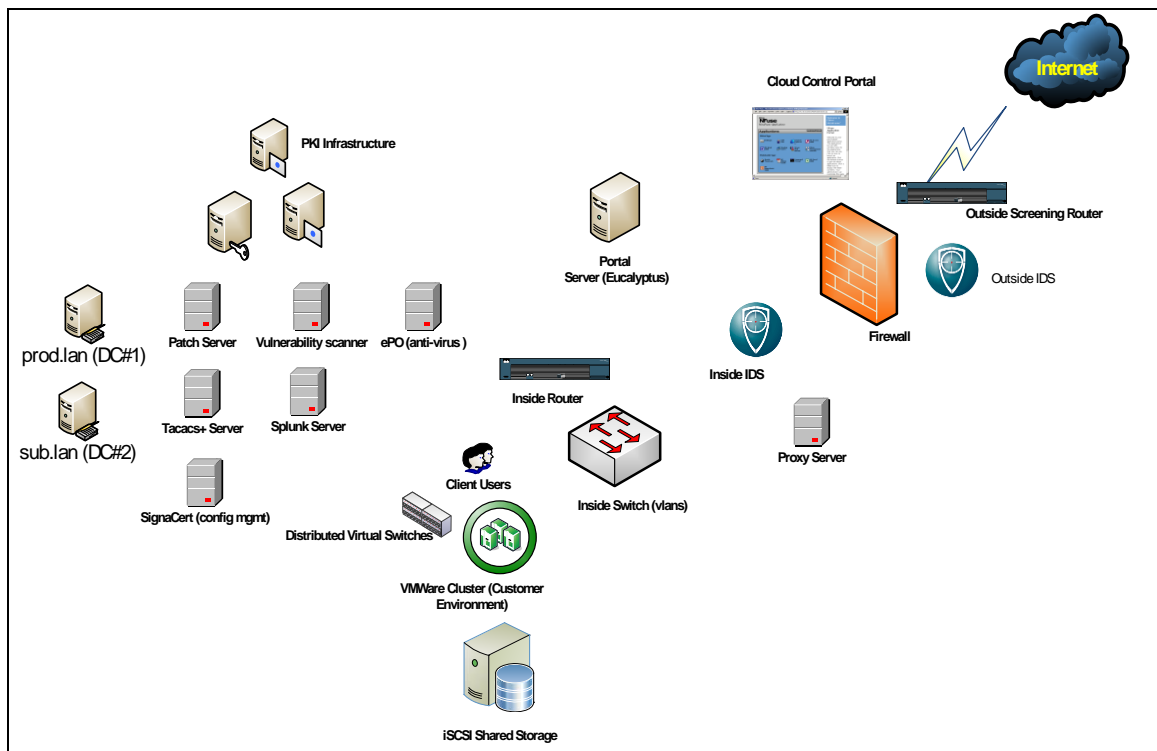 Internet
Cloud Control Portal
PKI Infrastructure
Outside Screening Router
Portal
Server (Eucalyptus)
Outside IDS
Firewall
Patch Server
Vulnerability scanner
ePO (anti-virus )
prod.lan (DC#1)
Inside IDS
Inside Router
Tacacs+ Server
Splunk Server
sub.lan (DC#2)
Proxy Server
Client Users
Inside Switch (vlans)
SignaCert (config mgmt)
Distributed Virtual Switches
VMWare Cluster (Customer
Environment)
iSCSI Shared Storage